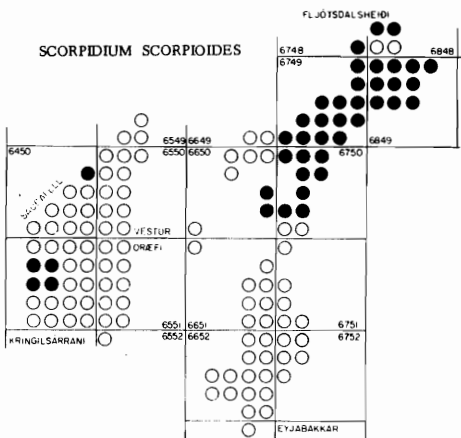 FLJÓTSDALSHEIÐI
SCORPIDIUM SCORPIOIDES
6748 6848
6749
6450 6549 6649
6550 6650 6750 6849
SAUÐAFELL
VESTUR
ÖRÆFI
KRINGILSÁRRANI 6551 6651 6751
6552 6652 6752
EYJABAKKAR